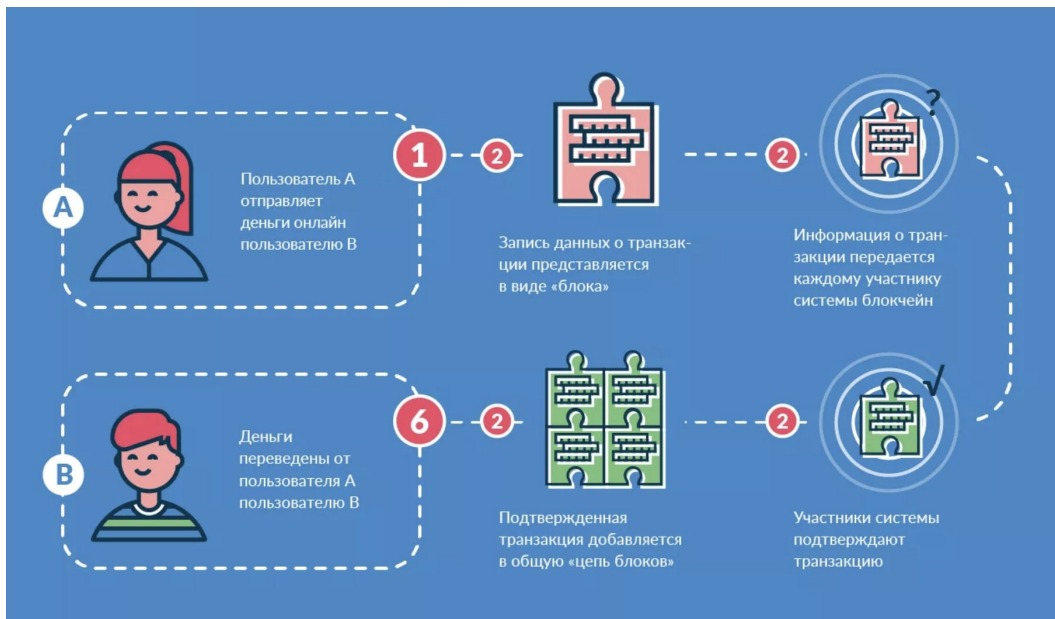 A
Пользователь А
отправляет
деньги онлайн
пользователю В
1
2
Запись данных о транзак-
ции представляется
в виде «блока»
2
?
Информация о тран-
закции передается
каждому участнику
системы блокчейн
B
Деньги
переведены от
пользователя А
пользователю В
6
2
Подтвержденная
транзакция добавляется
в общую «цепь блоков»
2
√
Участники системы
подтверждают
транзакцию